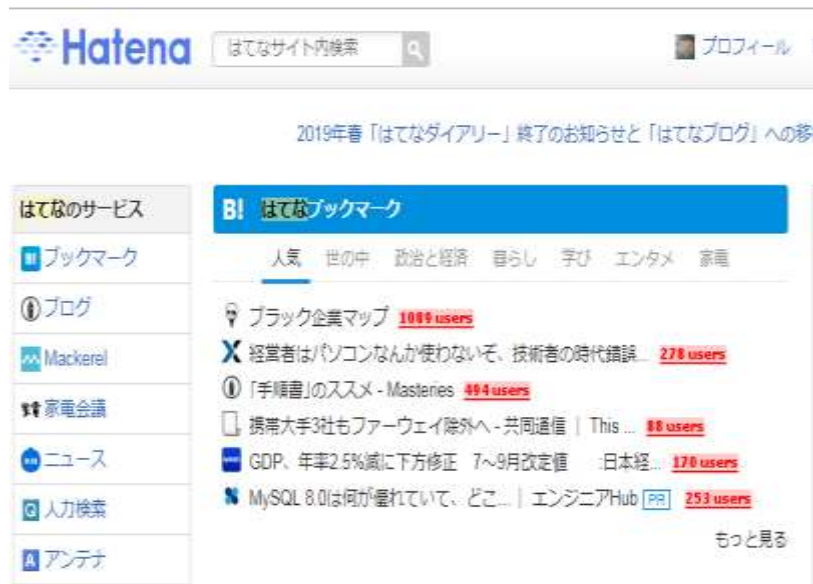 Hatena はてなサイト内検索 プロフィール
2019年春「はてなダイアリー」終了のお知らせと「はてなブログ」への移
はてなのサービス
ブックマーク
ブログ
Mackerel
家電会議
ニュース
人力検索
アンテナ
B! はてなブックマーク
人気 世の中 政治と経済 暮らし 学び エンタメ 家電
ブラック企業マップ 1089 users
経営者はパソコンなんか使わないぞ、技術者の時代錯誤... 278 users
「手順書」のススメ - Masteries 494 users
携帯大手3社もファーウェイ除外へ - 共同通信 | This ... 88 users
GDP、年率2.5%減に下方修正 7~9月改定値 :日本経... 170 users
MySQL 8.0は何が優れていて、どこ... | エンジニアHub PR 253 users
もっと見る